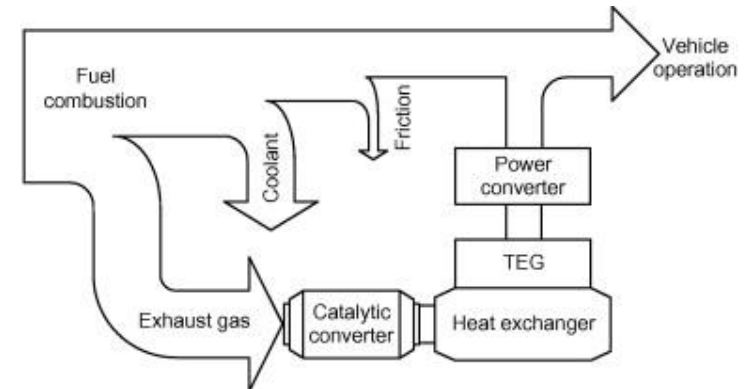 Vehicle
operation
Fuel
combustion
Coolant
Friction
Power
converter
TEG
Exhaust gas
Catalytic
converter
Heat exchanger